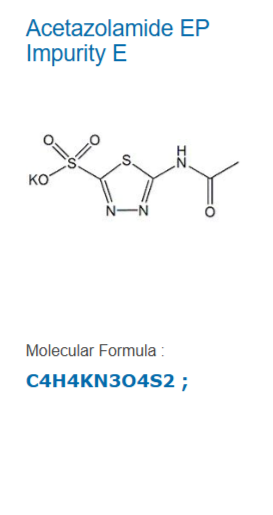 Acetazolamide EP
Impurity E
O O
S
KO
S
H
N
N—N
O
Molecular Formula :
C4H4KN3O4S2 ;